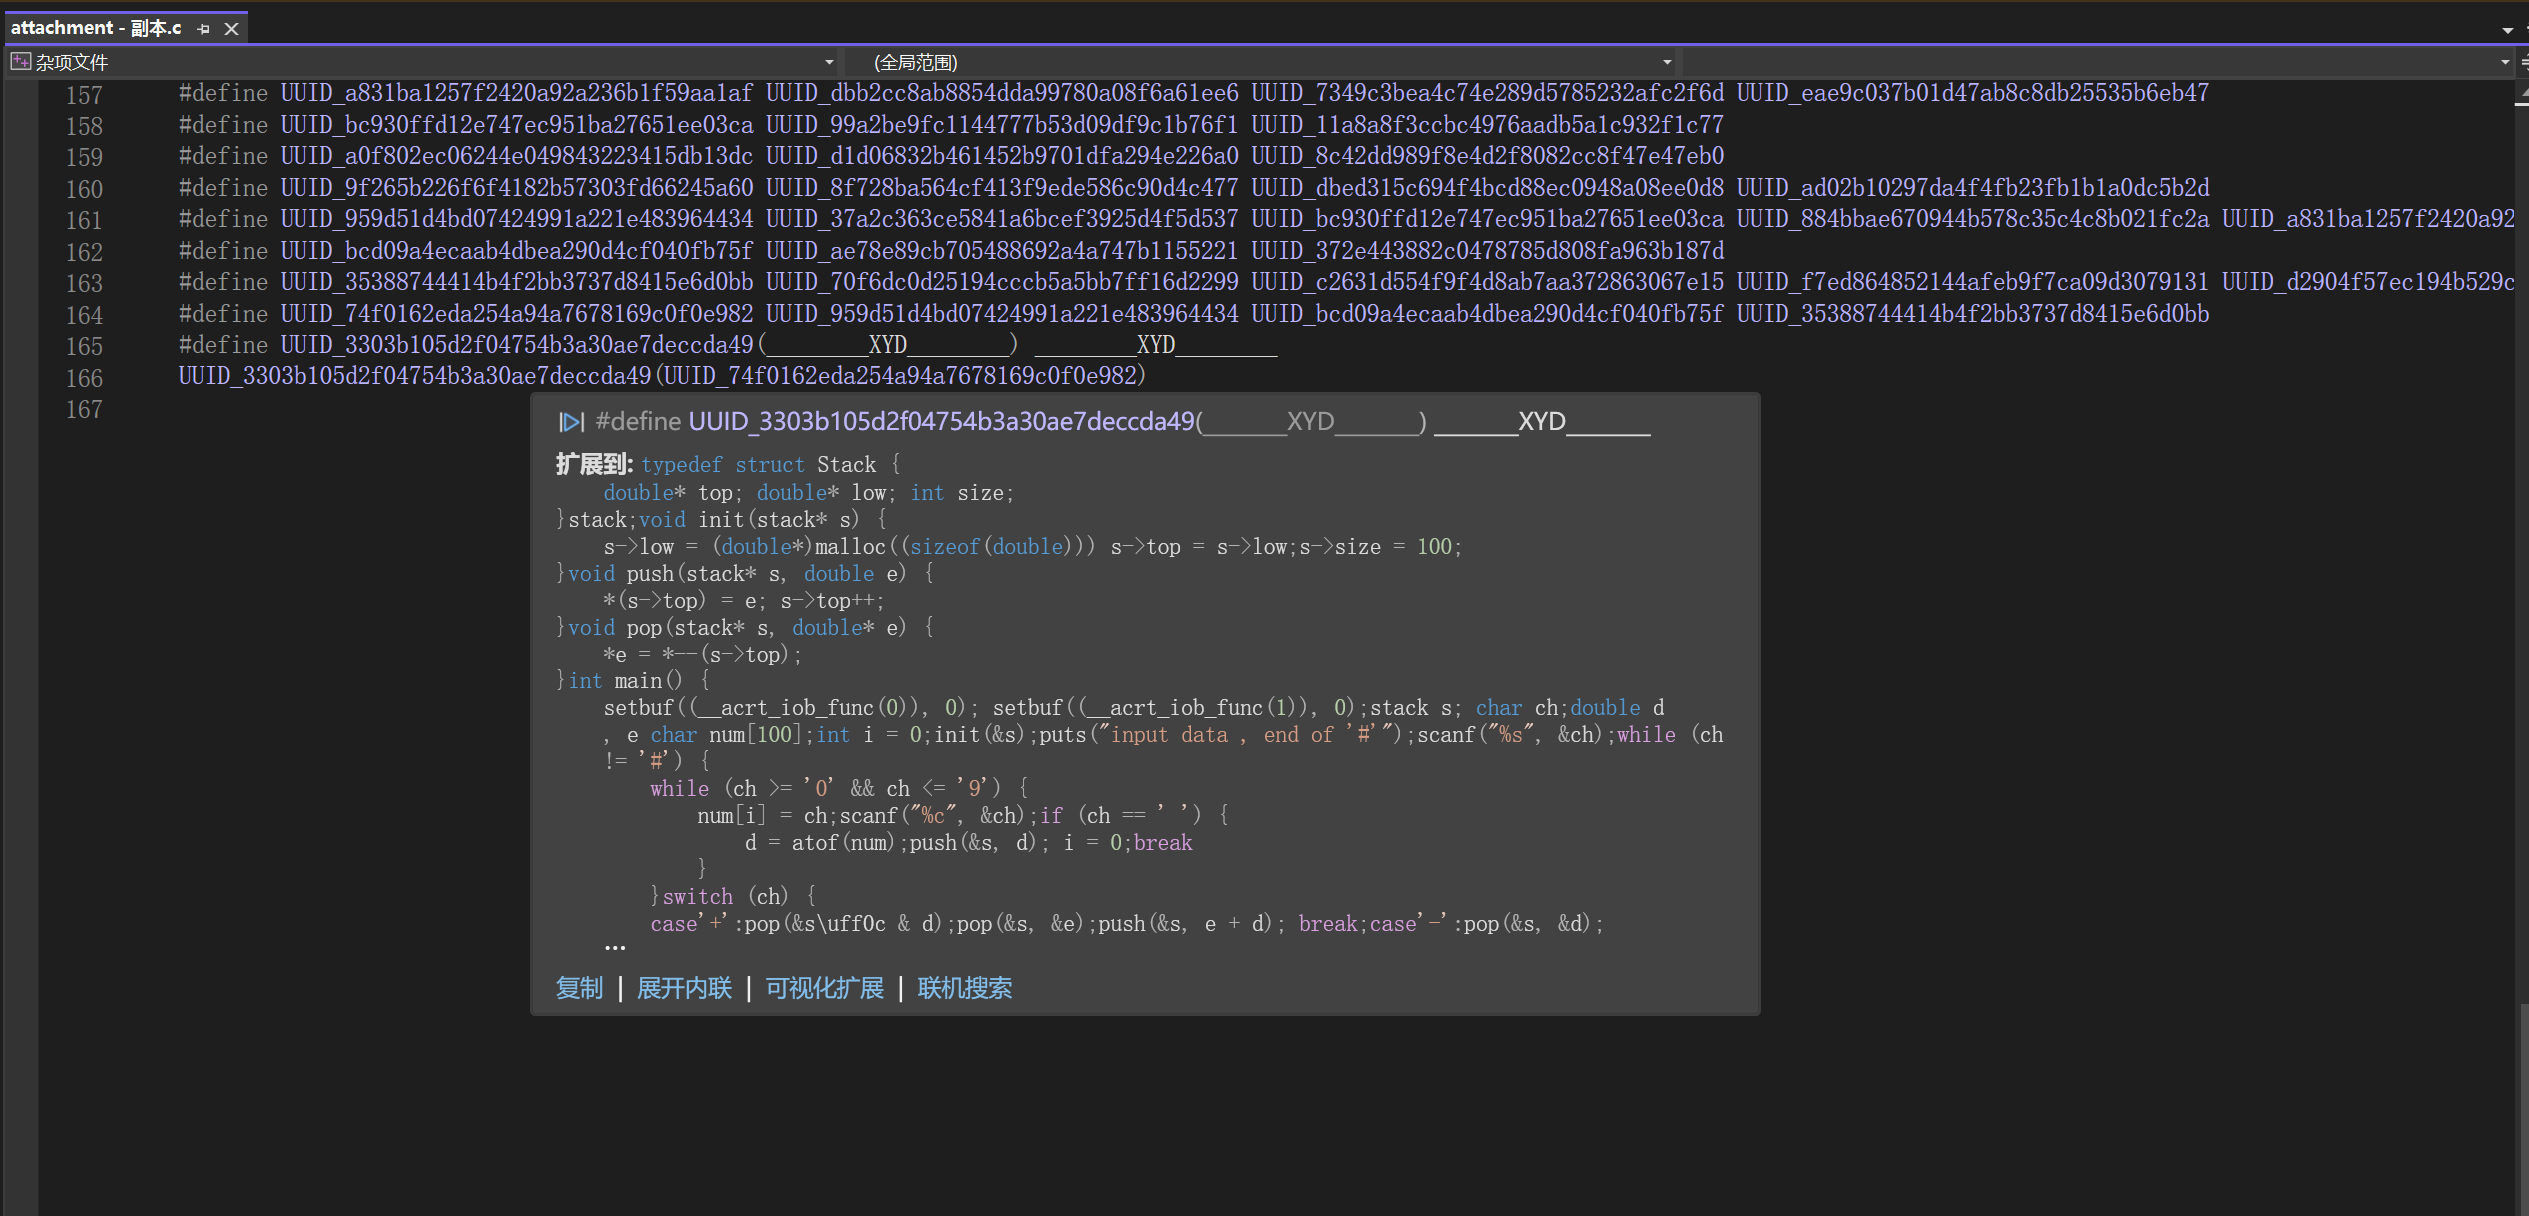 attachment - 副本.c
杂项文件
(全局范围)
157 #define UUID_a831ba1257f2420a92a236b1f59aa1af UUID_dbb2cc8ab8854dda99780a08f6a61ee6 UUID_7349c3bea4c74e289d5785232afc2f6d UUID_eae9c037b01d47ab8c8db25535b6eb47
158 #define UUID_bc930ffd12e747ec951ba27651ee03ca UUID_99a2be9fc1144777b53d09df9c1b76f1 UUID_11a8a8f3ccbc4976aadb5a1c932f1c77
159 #define UUID_a0f802ec06244e049843223415db13dc UUID_d1d06832b461452b9701dfa294e226a0 UUID_8c42dd989f8e4d2f8082cc8f47e47eb0
160 #define UUID_9f265b226f6f4182b57303fd66245a60 UUID_8f728ba564cf413f9ede586c90d4c477 UUID_dbed315c694f4bcd88ec0948a08ee0d8 UUID_ad02b10297da4f4fb23fb1b1a0dc5b2d
161 #define UUID_959d51d4bd07424991a221e483964434 UUID_37a2c363ce5841a6bcef3925d4f5d537 UUID_bc930ffd12e747ec951ba27651ee03ca UUID_884bbae670944b578c35c4c8b021fc2a UUID_a831ba1257f2420a92
162 #define UUID_bcd09a4ecaab4dbea290d4cf040fb75f UUID_ae78e89cb705488692a4a747b1155221 UUID_372e443882c0478785d808fa963b187d
163 #define UUID_35388744414b4f2bb3737d8415e6d0bb UUID_70f6dc0d25194cccb5a5bb7ff16d2299 UUID_c2631d554f9f4d8ab7aa372863067e15 UUID_f7ed864852144afeb9f7ca09d3079131 UUID_d2904f57ec194b529c
164 #define UUID_74f0162eda254a94a7678169c0f0e982 UUID_959d51d4bd07424991a221e483964434 UUID_bcd09a4ecaab4dbea290d4cf040fb75f UUID_35388744414b4f2bb3737d8415e6d0bb
165 #define UUID_3303b105d2f04754b3a30ae7deccda49(________XYD________) ________XYD________
166 UUID_3303b105d2f04754b3a30ae7deccda49(UUID_74f0162eda254a94a7678169c0f0e982)
167
#define UUID_3303b105d2f04754b3a30ae7deccda49(________XYD________) ________XYD________
扩展到: typedef struct Stack {
double* top; double* low; int size;
}stack;void init(stack* s) {
s->low = (double*)malloc((sizeof(double))) s->top = s->low;s->size = 100;
}void push(stack* s, double e) {
*(s->top) = e; s->top++;
}void pop(stack* s, double* e) {
*e = *--(s->top);
}int main() {
setbuf((__acrt_iob_func(0)), 0); setbuf((__acrt_iob_func(1)), 0);stack s; char ch;double d
, e char num[100];int i = 0;init(&s);puts("input data , end of '#'");scanf("%s", &ch);while (ch
!= '#') {
while (ch >= '0' && ch <= '9') {
num[i] = ch;scanf("%c", &ch);if (ch == ' ') {
d = atof(num);push(&s, d); i = 0;break
}
}switch (ch) {
case'+':pop(&s\uff0c & d);pop(&s, &e);push(&s, e + d); break;case'-':pop(&s, &d);
...
复制 | 展开内联 | 可视化扩展 | 联机搜索